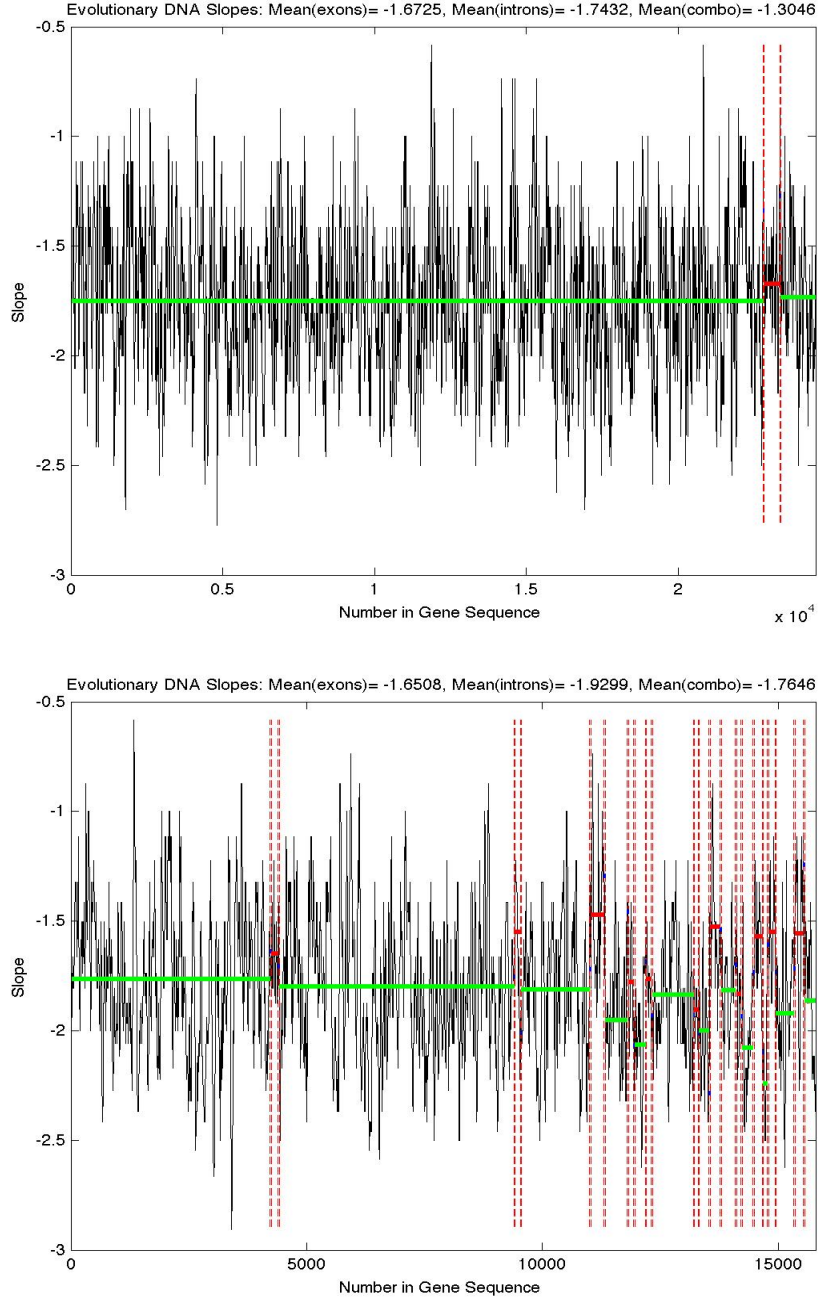 Evolutionary DNA Slopes: Mean(exons)= -1.6725, Mean(introns)= -1.7432, Mean(combo)= -1.3046
-0.5
-1
-1.5
-2
-2.5
-3
Slope
0 0.5 1 1.5 2
x 10^4
Number in Gene Sequence
Evolutionary DNA Slopes: Mean(exons)= -1.6508, Mean(introns)= -1.9299, Mean(combo)= -1.7646
-0.5
-1
-1.5
-2
-2.5
-3
Slope
0 5000 10000 15000
Number in Gene Sequence